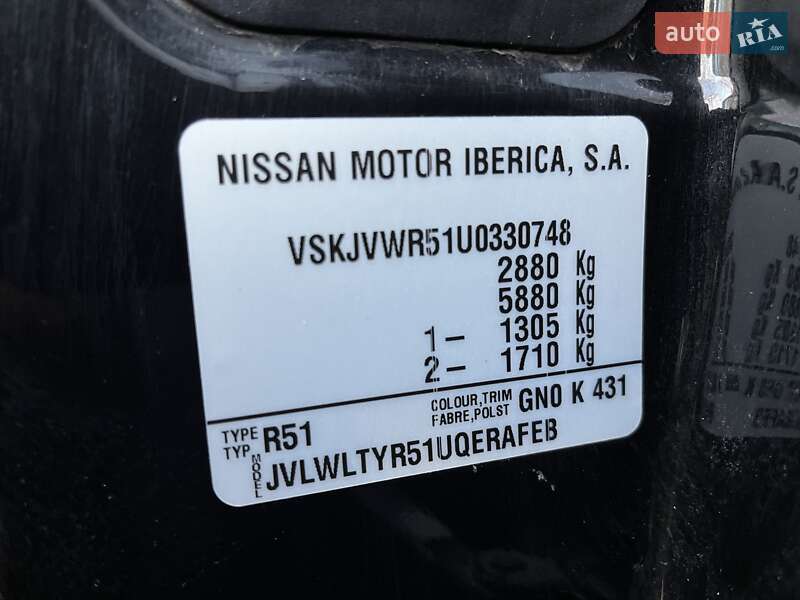 auto RIA
.com
NISSAN MOTOR IBERICA, S.A.
VSKJVWR51U0330748
2880 Kg
5880 Kg
1- 1305 Kg
2- 1710 Kg
COLOUR,TRIM GN0 K 431
FABRE,POLST
TYPE R51
TYP
MODEL JVLWLTYR51UQERAFEB